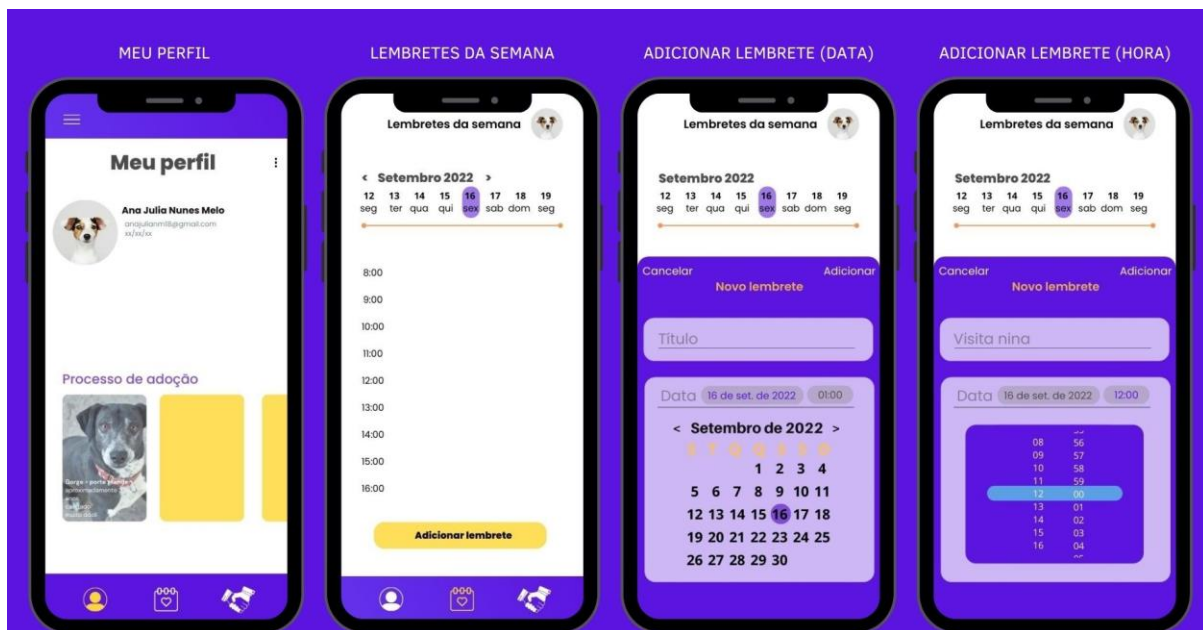 MEU PERFIL
Meu perfil
Ana Julia Nunes Melo
anajulianm18@gmail.com
xx/xx/xx
Processo de adoção
- porte
aproximadamente
LEMBRETES DA SEMANA
Lembretes da semana
< Setembro 2022 >
12 13 14 15 16 17 18 19
seg ter qua qui sex sab dom seg
8:00
9:00
10:00
11:00
12:00
13:00
14:00
15:00
16:00
Adicionar lembrete
ADICIONAR LEMBRETE (DATA)
Lembretes da semana
Setembro 2022
12 13 14 15 16 17 18 19
seg ter qua qui sex sab dom seg
Cancelar Adicionar
Novo lembrete
Título
Data 16 de set. de 2022 01:00
< Setembro de 2022 >
1 2 3 4
5 6 7 8 9 10 11
12 13 14 15 16 17 18
19 20 21 22 23 24 25
26 27 28 29 30
ADICIONAR LEMBRETE (HORA)
Lembretes da semana
Setembro 2022
12 13 14 15 16 17 18 19
seg ter qua qui sex sab dom seg
Cancelar Adicionar
Novo lembrete
Visita nina
Data 16 de set. de 2022 12:00
08 56
09 57
10 58
11 59
12 00
13 01
14 02
15 03
16 04